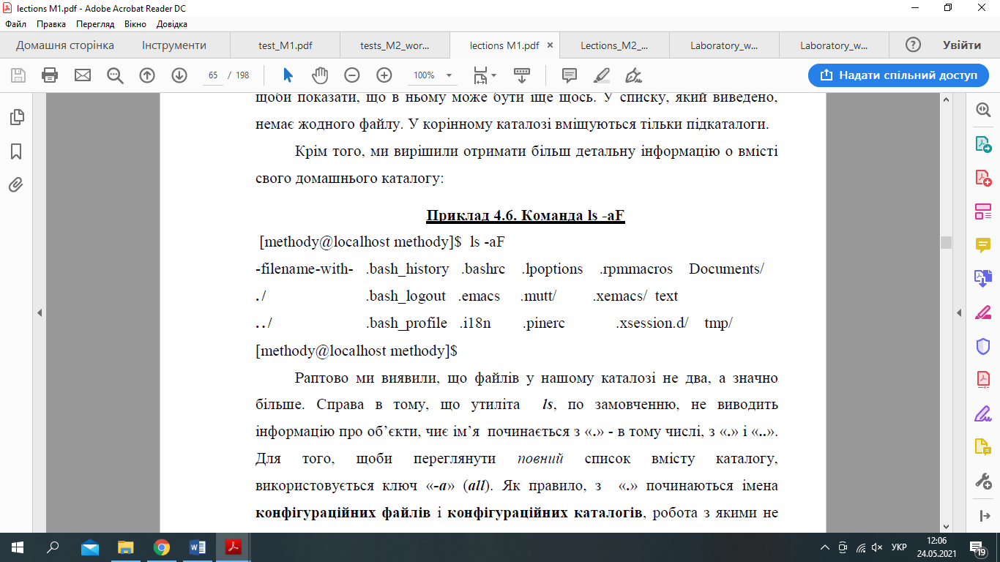 lections M1.pdf - Adobe Acrobat Reader DC
Файл Правка Перегляд Вікно Довідка
Домашня сторінка Інструменти test_M1.pdf tests_M2_wor... lections M1.pdf Lections_M2_... Laboratory_w... Laboratory_w... Увійти
65 / 198 100% Надати спільний доступ
щоби показати, що в ньому може бути іще щось. У списку, який виведено,
немає жодного файлу. У корінному каталозі вміщуються тільки підкаталоги.
Крім того, ми вирішили отримати більш детальну інформацію о вмісті
свого домашнього каталогу:
Приклад 4.6. Команда ls -aF
[methody@localhost methody]$ ls -aF
-filename-with- .bash_history .bashrc .lpoptions .rpmmacros Documents/
./ .bash_logout .emacs .mutt/ .xemacs/ text
../ .bash_profile .i18n .pinerc .xsession.d/ tmp/
[methody@localhost methody]$
Раптово ми виявили, що файлів у нашому каталозі не два, а значно
більше. Справа в тому, що утиліта ls, по замовченню, не виводить
інформацію про об’єкти, чиє ім’я починається з «.» - в тому числі, з «.» і «..».
Для того, щоби переглянути повний список вмісту каталогу,
використовується ключ «-a» (all). Як правило, з «.» починаються імена
конфігураційних файлів і конфігураційних каталогів, робота з якими не
УКР
12:06
24.05.2021
19